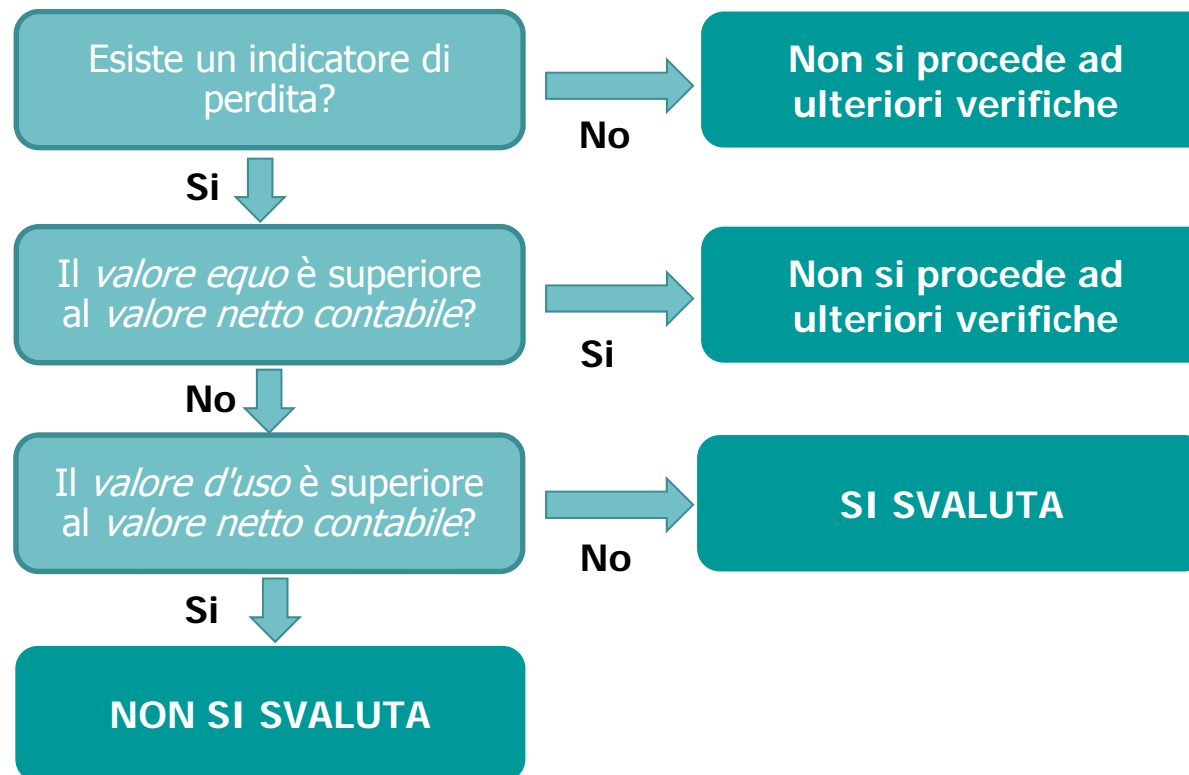 Esiste un indicatore di
perdita?
No
Non si procede ad
ulteriori verifiche
Si
Il valore equo è superiore
al valore netto contabile?
Si
Non si procede ad
ulteriori verifiche
No
Il valore d'uso è superiore
al valore netto contabile?
No
SI SVALUTA
Si
NON SI SVALUTA